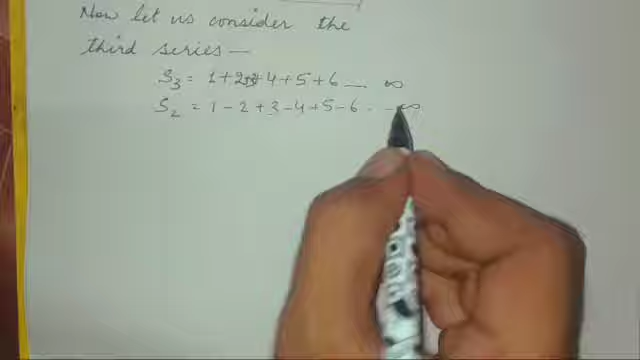 Now let us consider the
third series —
S₃ = 1 + 2 + 3 + 4 + 5 + 6 __ ∞
S₂ = 1 - 2 + 3 - 4 + 5 - 6 . . - ∞